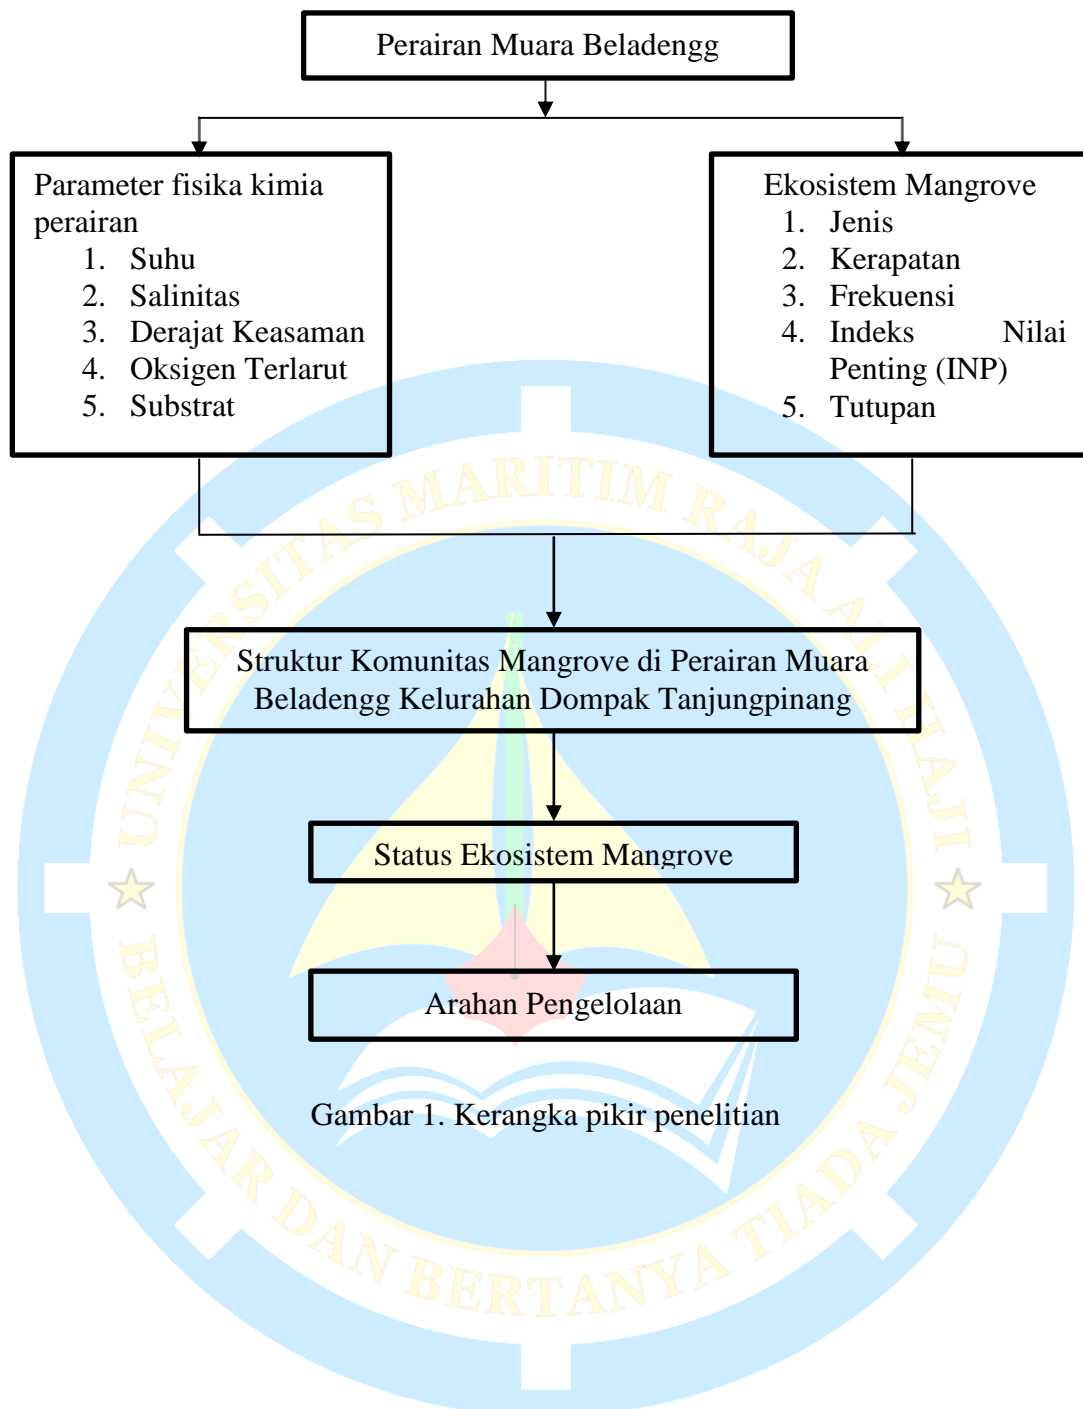 Perairan Muara Beladengg
Parameter fisika kimia
perairan
1. Suhu
2. Salinitas
3. Derajat Keasaman
4. Oksigen Terlarut
5. Substrat
Ekosistem Mangrove
1. Jenis
2. Kerapatan
3. Frekuensi
4. Indeks Nilai
Penting (INP)
5. Tutupan
Struktur Komunitas Mangrove di Perairan Muara
Beladengg Kelurahan Dompak Tanjungpinang
Status Ekosistem Mangrove
Arahan Pengelolaan
Gambar 1. Kerangka pikir penelitian
UNIVERSITAS MARITIM RAJA ALI HAJI
BELAJAR DAN BERTANYA TIADA JEMU